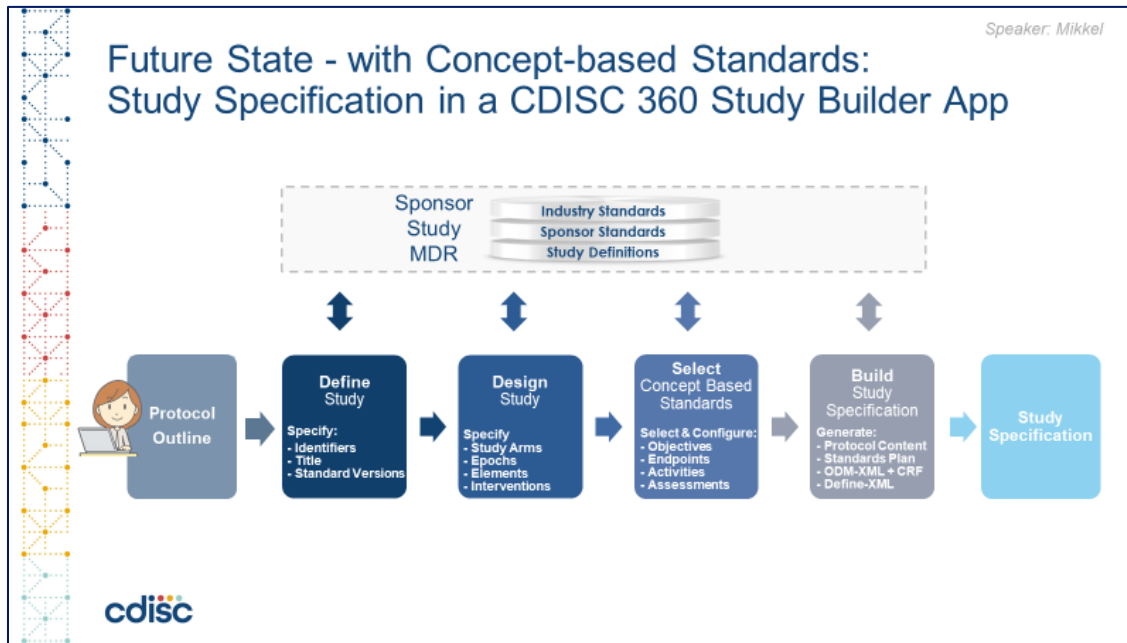 Speaker: Mikkel
Future State - with Concept-based Standards:
Study Specification in a CDISC 360 Study Builder App
Sponsor
Study
MDR
Industry Standards
Sponsor Standards
Study Definitions
Protocol
Outline
Define
Study
Specify:
- Identifiers
- Title
- Standard Versions
Design
Study
Specify
- Study Arms
- Epochs
- Elements
- Interventions
Select
Concept Based
Standards
Select & Configure:
- Objectives
- Endpoints
- Activities
- Assessments
Build
Study
Specification
Generate:
- Protocol Content
- Standards Plan
- ODM-XML + CRF
- Define-XML
Study
Specification
cdisc